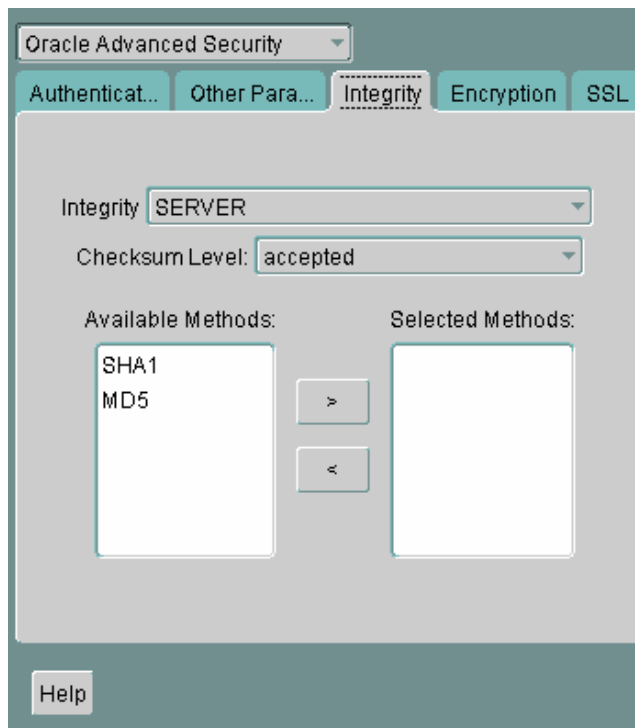 Oracle Advanced Security
Authenticat... Other Para... Integrity Encryption SSL
Integrity SERVER
Checksum Level: accepted
Available Methods: Selected Methods:
SHA1
MD5
>
<
Help